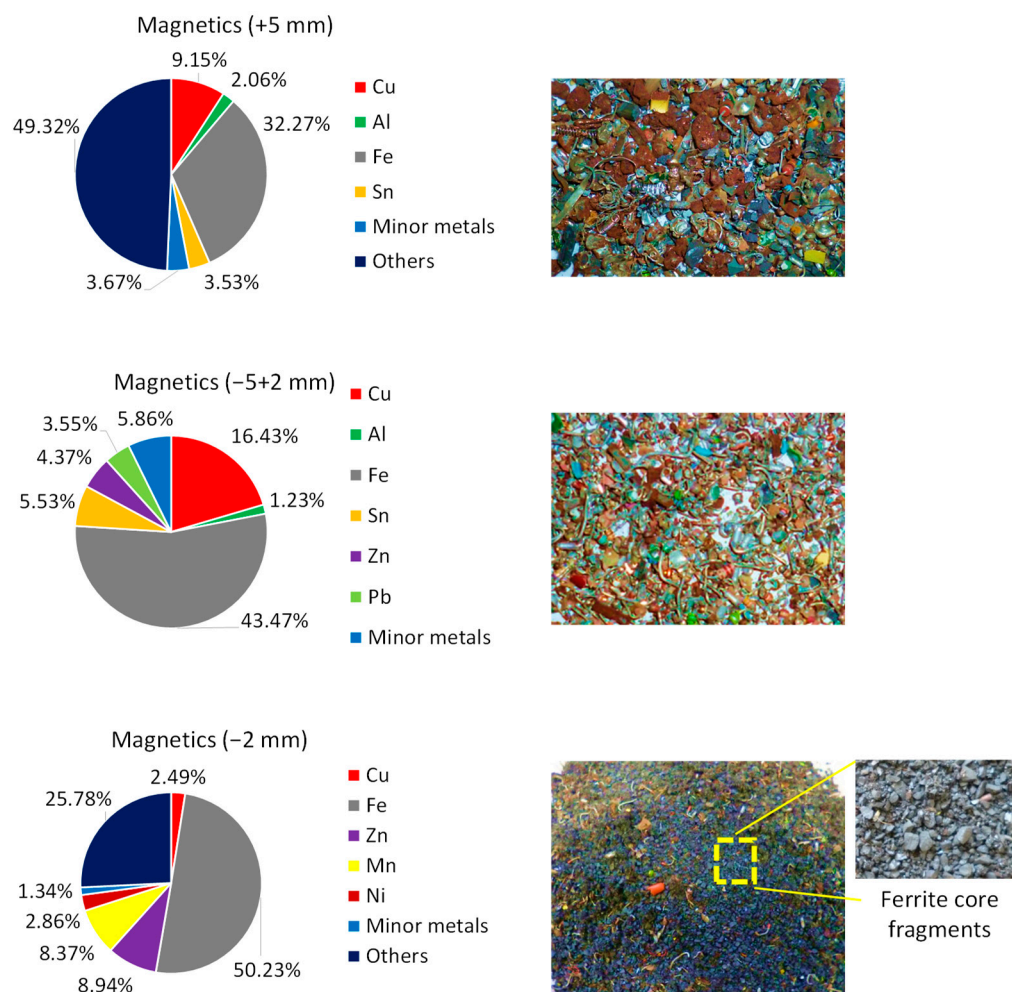 Magnetics (+5 mm)
9.15%
2.06%
32.27%
3.53%
3.67%
49.32%
Cu
Al
Fe
Sn
Minor metals
Others
Magnetics (−5+2 mm)
5.86%
3.55%
4.37%
5.53%
16.43%
1.23%
43.47%
Cu
Al
Fe
Sn
Zn
Pb
Minor metals
Magnetics (−2 mm)
2.49%
25.78%
1.34%
2.86%
8.37%
8.94%
50.23%
Cu
Fe
Zn
Mn
Ni
Minor metals
Others
Ferrite core
fragments